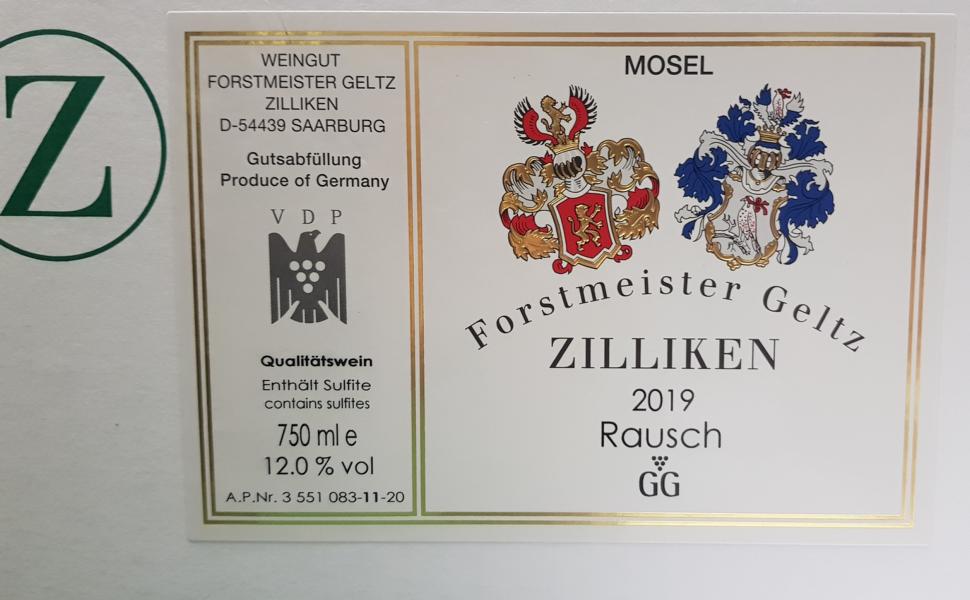 Z
WEINGUT
FORSTMEISTER GELTZ
ZILLIKEN
D-54439 SAARBURG
Gutsabfüllung
Produce of Germany
V D P
Qualitätswein
Enthält Sulfite
contains sulfites
750 ml e
12.0 % vol
A.P.Nr. 3 551 083-11-20
MOSEL
Forstmeister Geltz
ZILLIKEN
2019
Rausch
GG